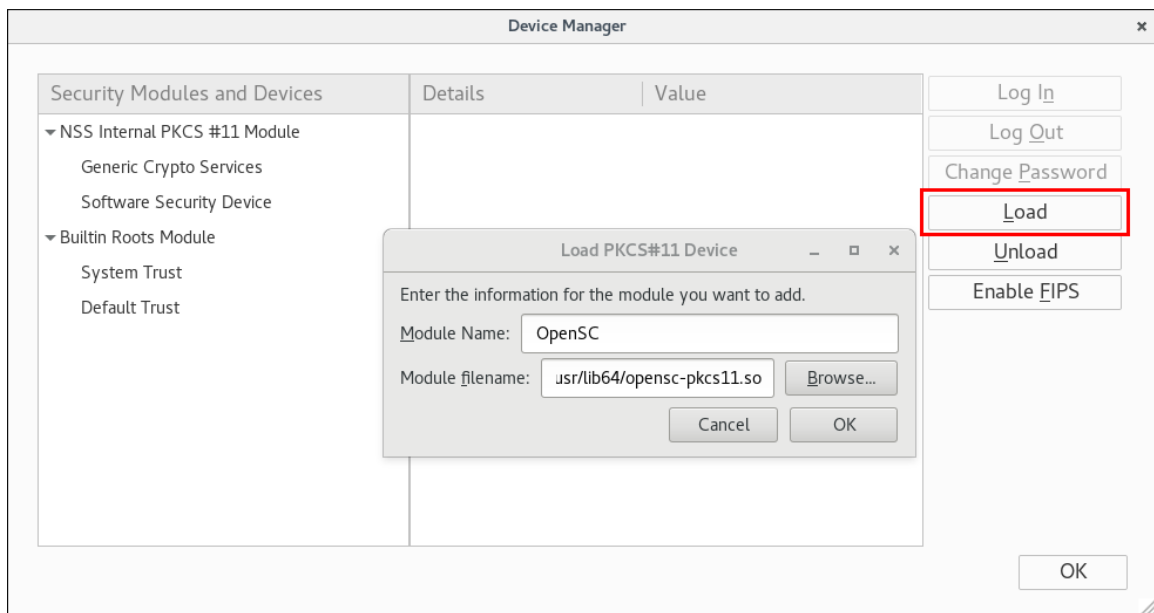 Device Manager
Security Modules and Devices
Details
Value
NSS Internal PKCS #11 Module
Generic Crypto Services
Software Security Device
Builtin Roots Module
System Trust
Default Trust
Log In
Log Out
Change Password
Load
Unload
Enable FIPS
Load PKCS#11 Device
Enter the information for the module you want to add.
Module Name: OpenSC
Module filename: usr/lib64/opensc-pkcs11.so Browse...
Cancel OK
OK